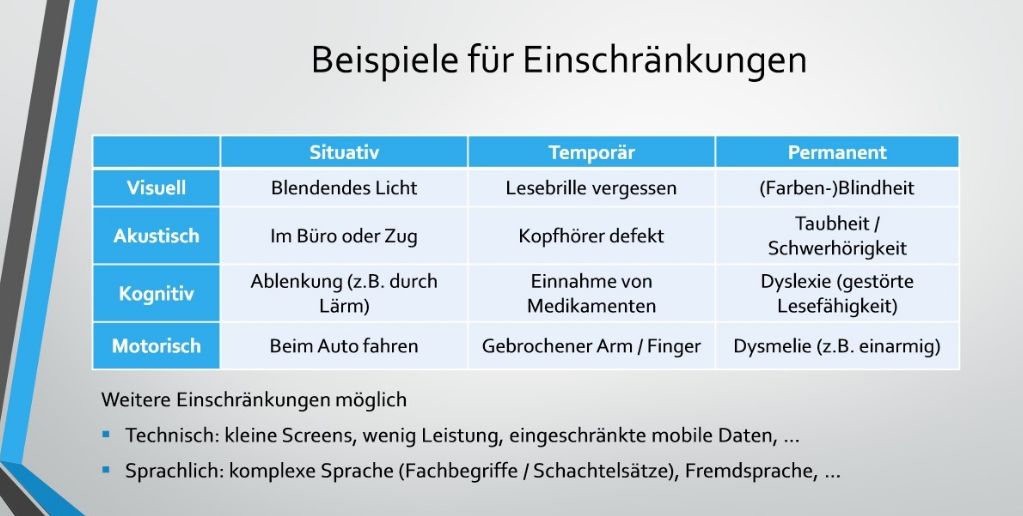 Beispiele für Einschränkungen
Situativ Temporär Permanent
Visuell Blendendes Licht Lesebrille vergessen (Farben-)Blindheit
Akustisch Im Büro oder Zug Kopfhörer defekt Taubheit /
Schwerhörigkeit
Kognitiv Ablenkung (z.B. durch
Lärm) Einnahme von
Medikamenten Dyslexie (gestörte
Lesefähigkeit)
Motorisch Beim Auto fahren Gebrochener Arm / Finger Dysmelie (z.B. einarmig)
Weitere Einschränkungen möglich
▪ Technisch: kleine Screens, wenig Leistung, eingeschränkte mobile Daten, ...
▪ Sprachlich: komplexe Sprache (Fachbegriffe / Schachtelsätze), Fremdsprache, ...